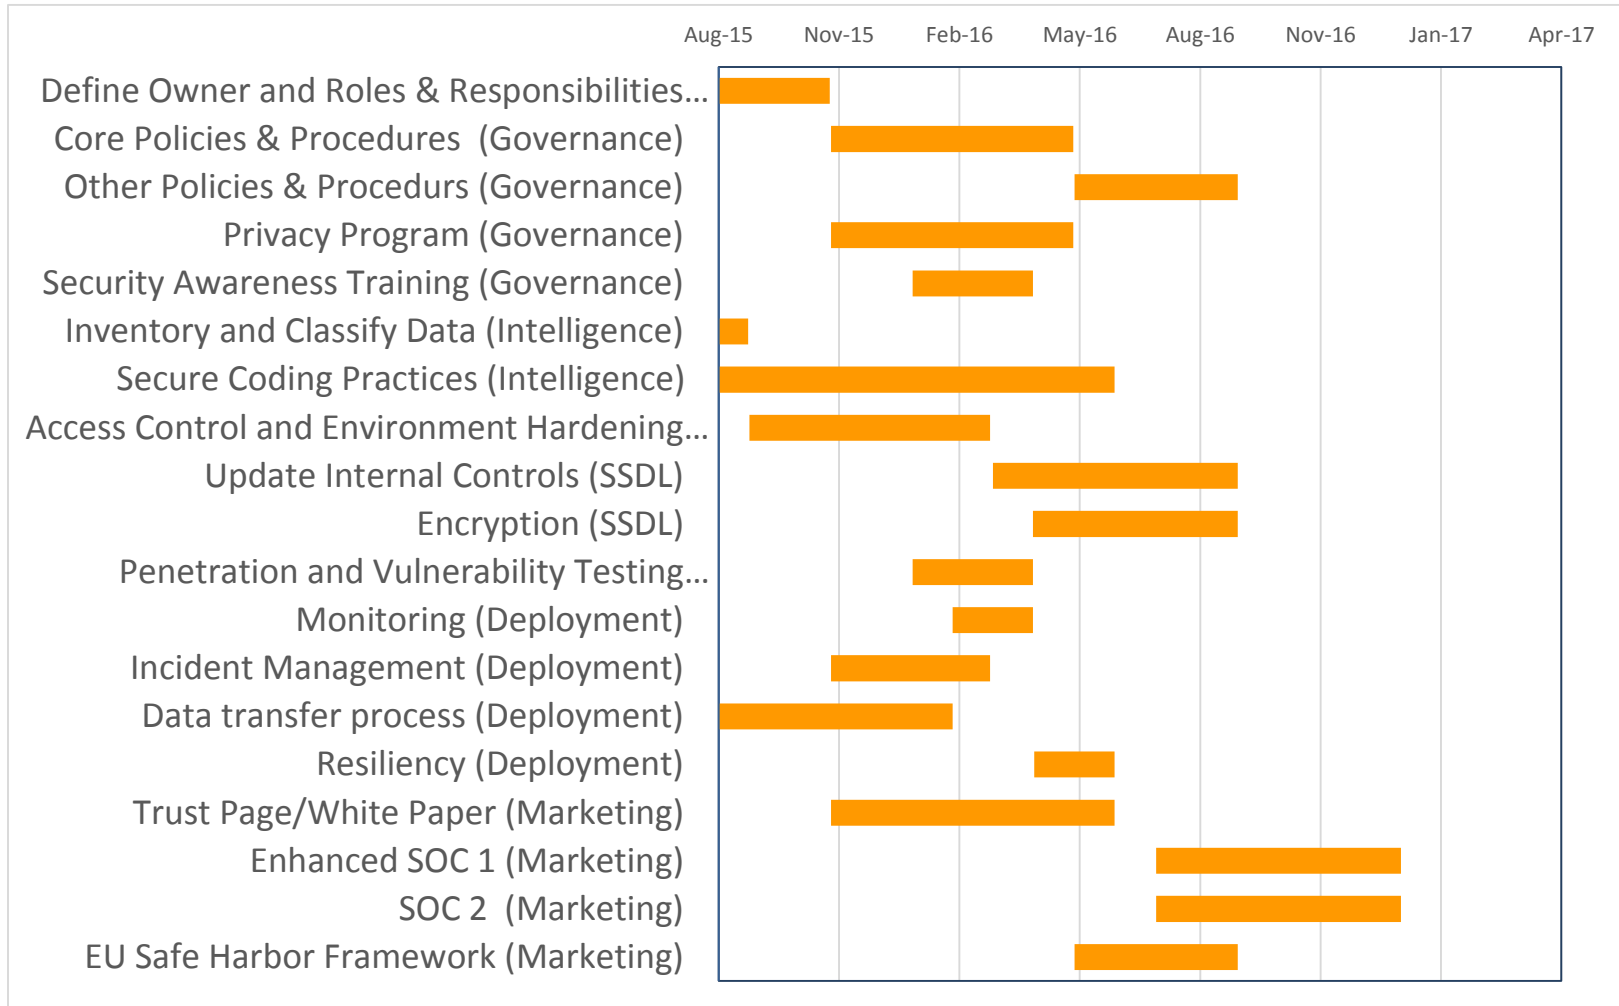 Aug-15 Nov-15 Feb-16 May-16 Aug-16 Nov-16 Jan-17 Apr-17
Define Owner and Roles & Responsibilities...
Core Policies & Procedures  (Governance)
Other Policies & Procedurs (Governance)
Privacy Program (Governance)
Security Awareness Training (Governance)
Inventory and Classify Data (Intelligence)
Secure Coding Practices (Intelligence)
Access Control and Environment Hardening...
Update Internal Controls (SSDL)
Encryption (SSDL)
Penetration and Vulnerability Testing...
Monitoring (Deployment)
Incident Management (Deployment)
Data transfer process (Deployment)
Resiliency (Deployment)
Trust Page/White Paper (Marketing)
Enhanced SOC 1 (Marketing)
SOC 2  (Marketing)
EU Safe Harbor Framework (Marketing)